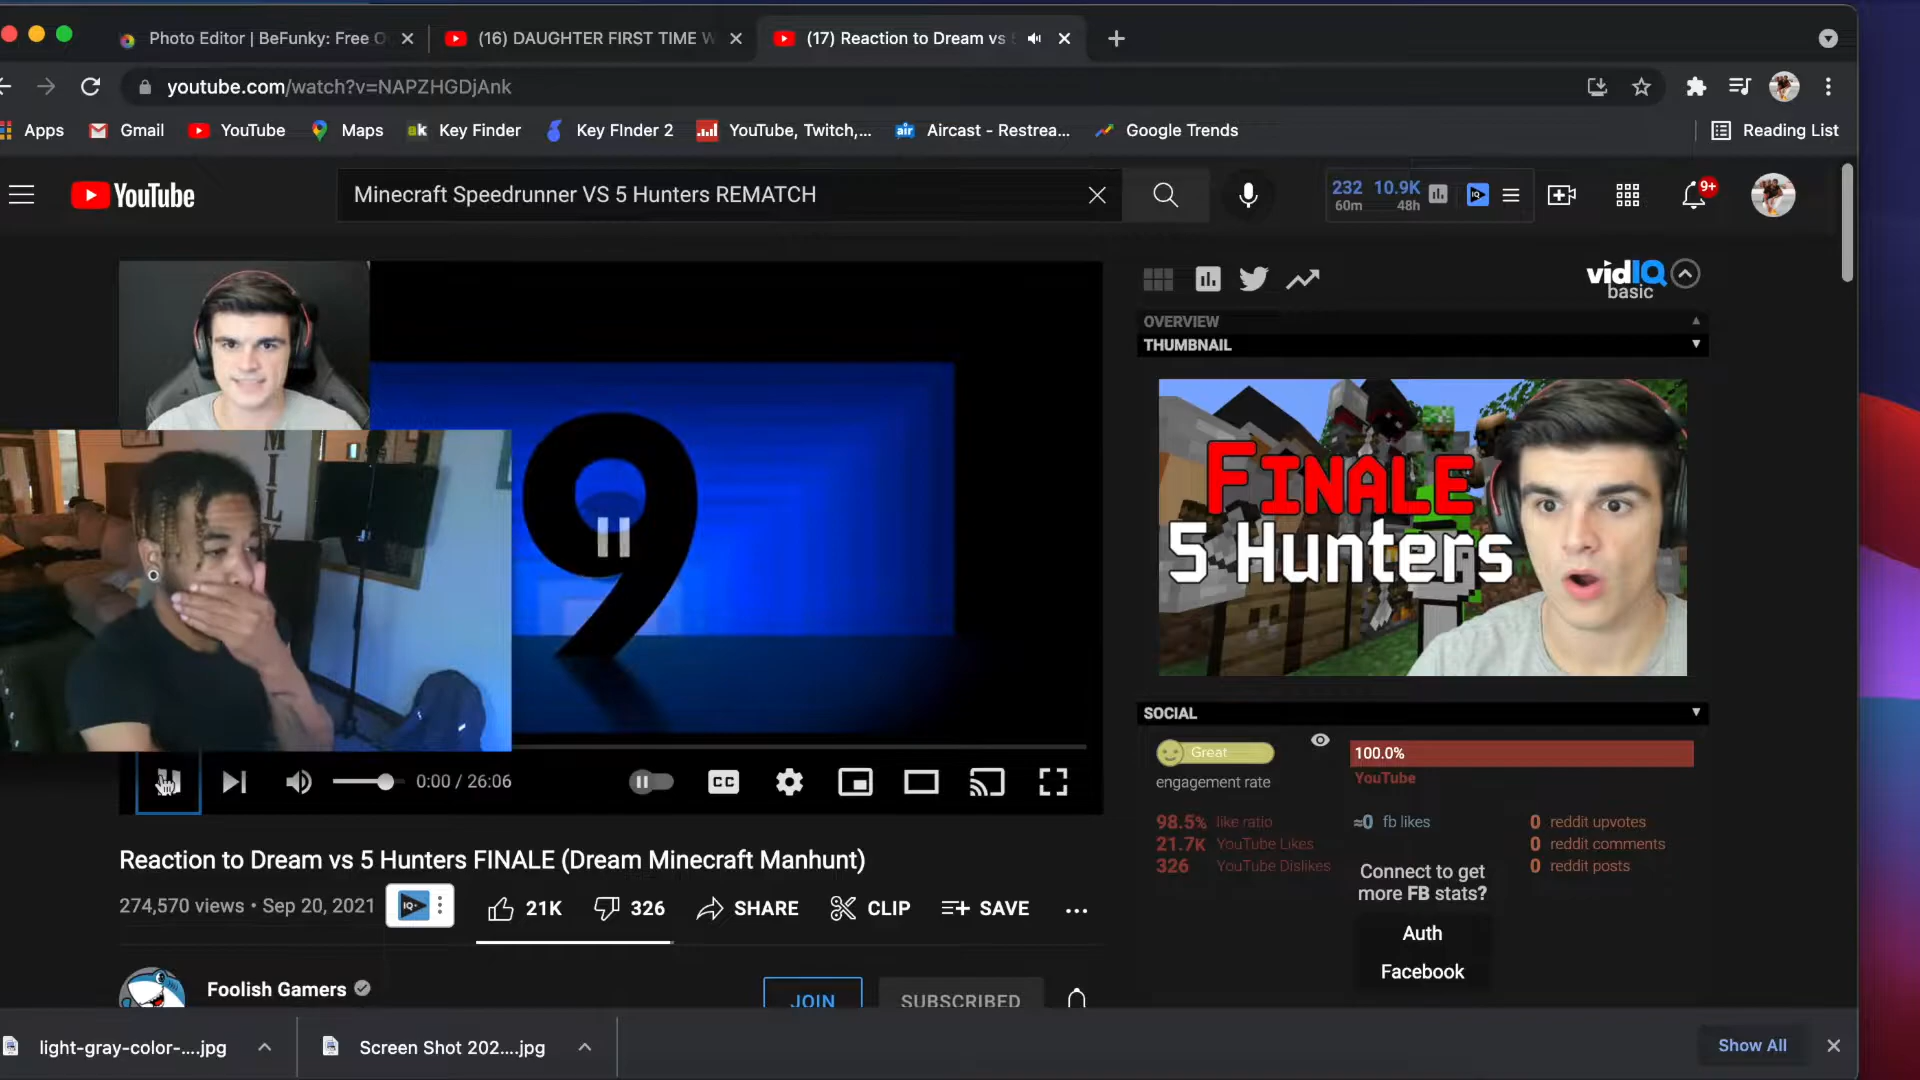 Photo Editor | BeFunky: Free O
(16) DAUGHTER FIRST TIME W
(17) Reaction to Dream vs
youtube.com/watch?v=NAPZHGDjAnk
Apps
Gmail
YouTube
Maps
ak
Key Finder
Key FInder 2
YouTube, Twitch,...
air
Aircast - Restrea...
Google Trends
Reading List
YouTube
Minecraft Speedrunner VS 5 Hunters REMATCH
232 10.9K
60m 48h
9+
vidIQ
basic
OVERVIEW
THUMBNAIL
MIL
9
FINALE
5 Hunters
SOCIAL
Great
100.0%
engagement rate
YouTube
0:00 / 26:06
CC
98.5% like ratio
21.7K YouTube Likes
326 YouTube Dislikes
≈0 fb likes
0 reddit upvotes
0 reddit comments
0 reddit posts
Connect to get
more FB stats?
Auth
Facebook
Reaction to Dream vs 5 Hunters FINALE (Dream Minecraft Manhunt)
274,570 views • Sep 20, 2021
IQ
21K
326
SHARE
CLIP
SAVE
Foolish Gamers
JOIN
SUBSCRIBED
light-gray-color-....jpg
Screen Shot 202....jpg
Show All